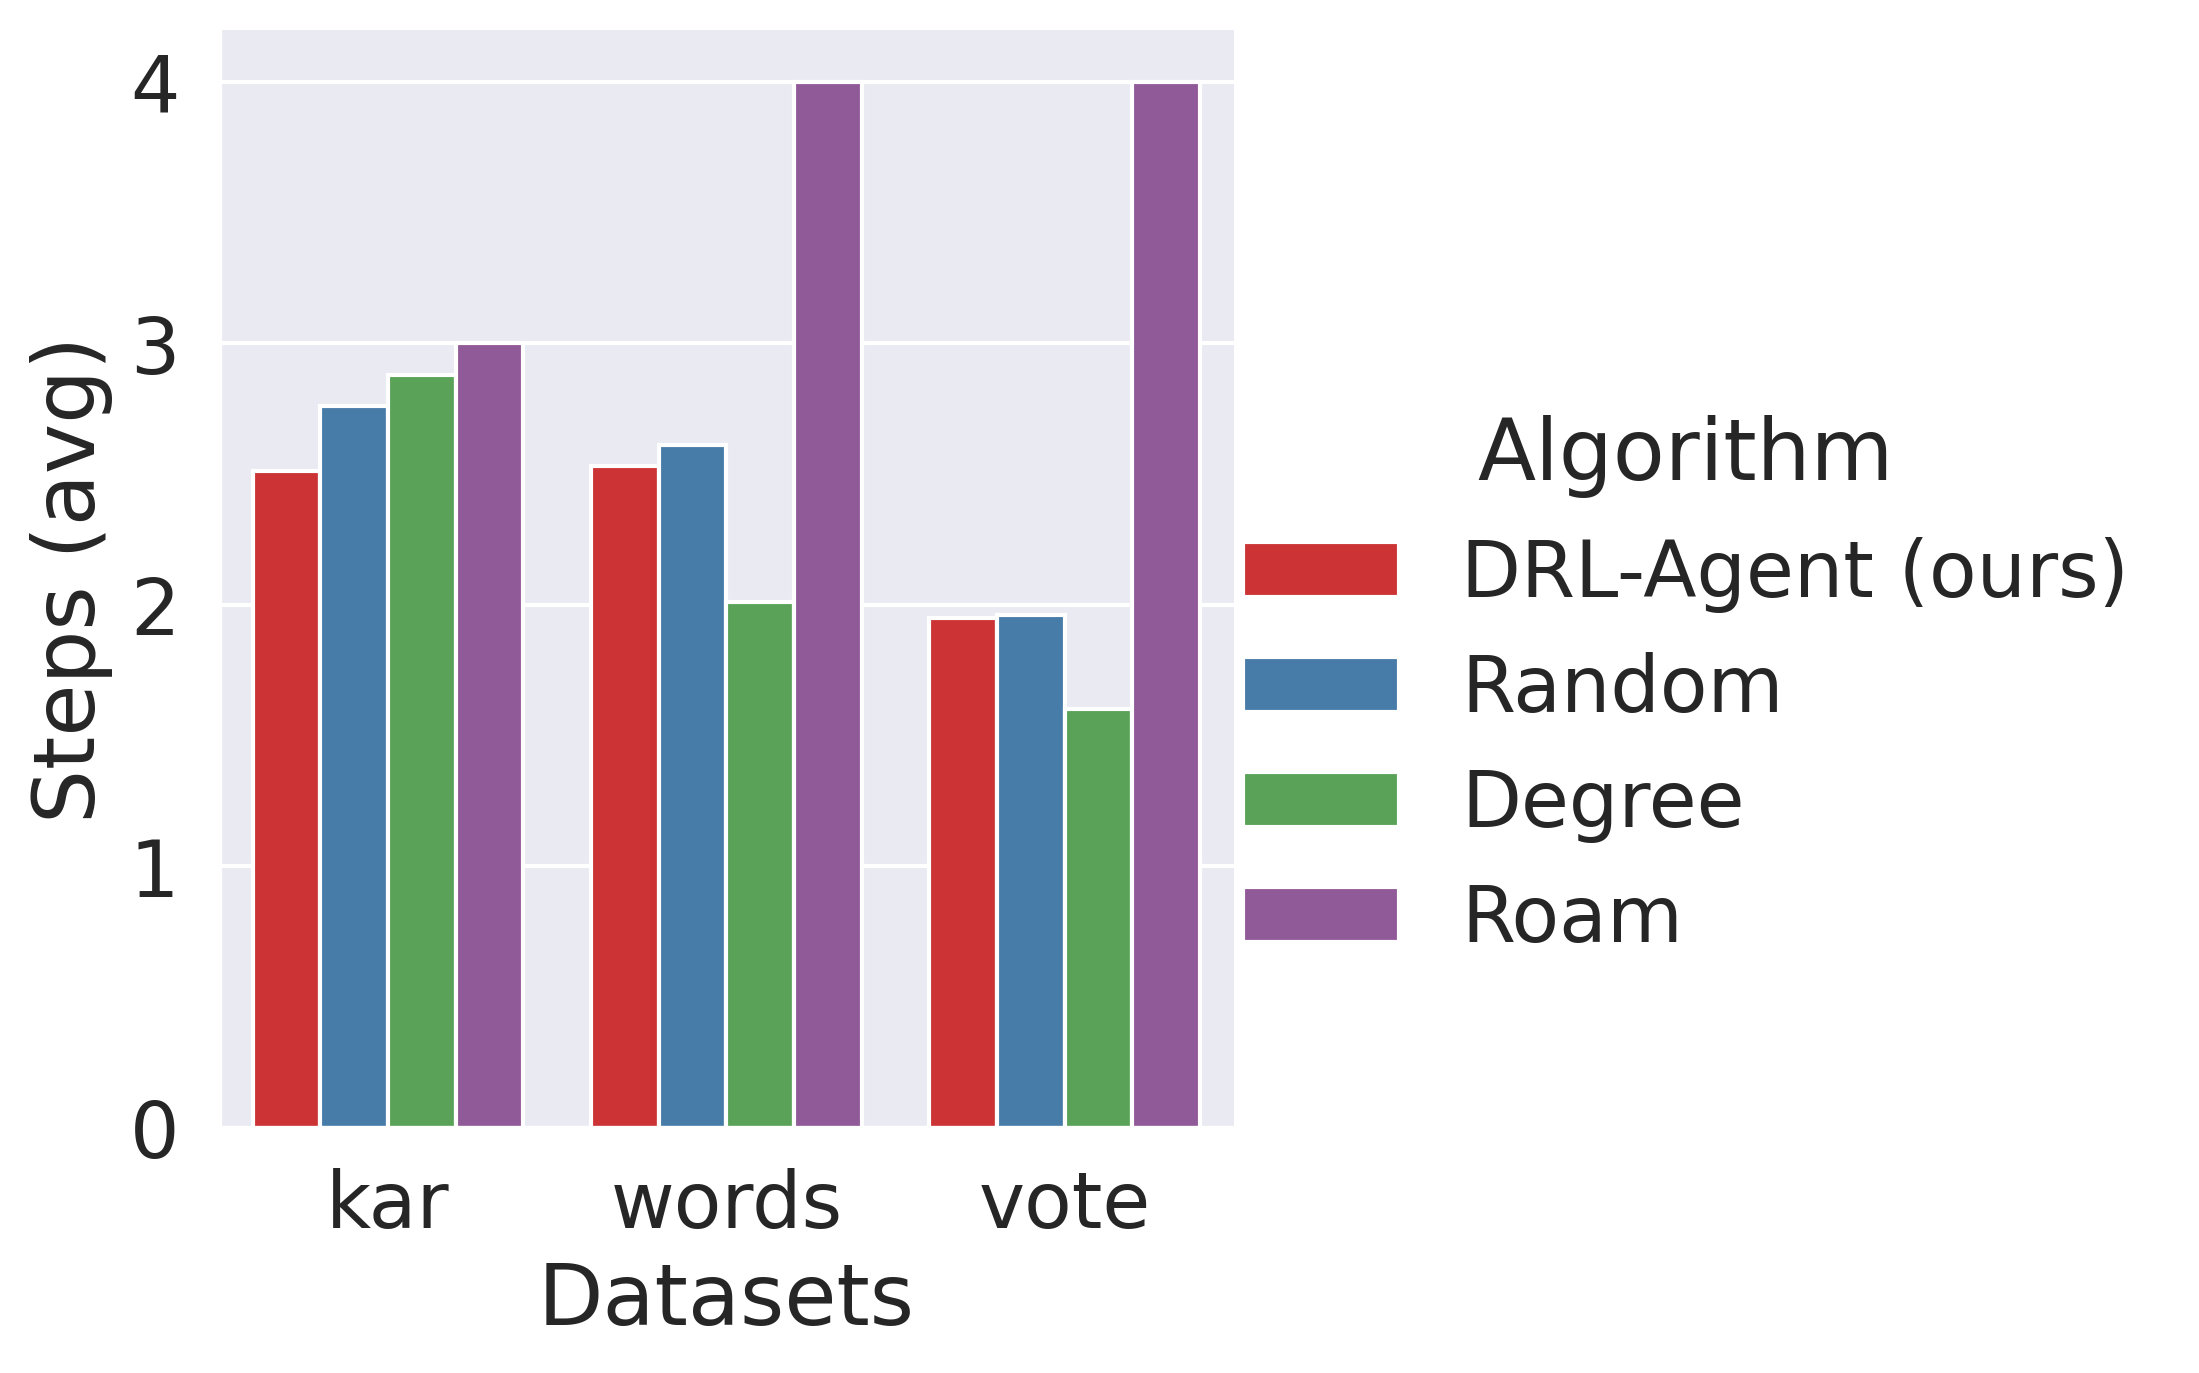 4
3
2
1
0
Steps (avg)
kar words vote
Datasets
Algorithm
DRL-Agent (ours)
Random
Degree
Roam